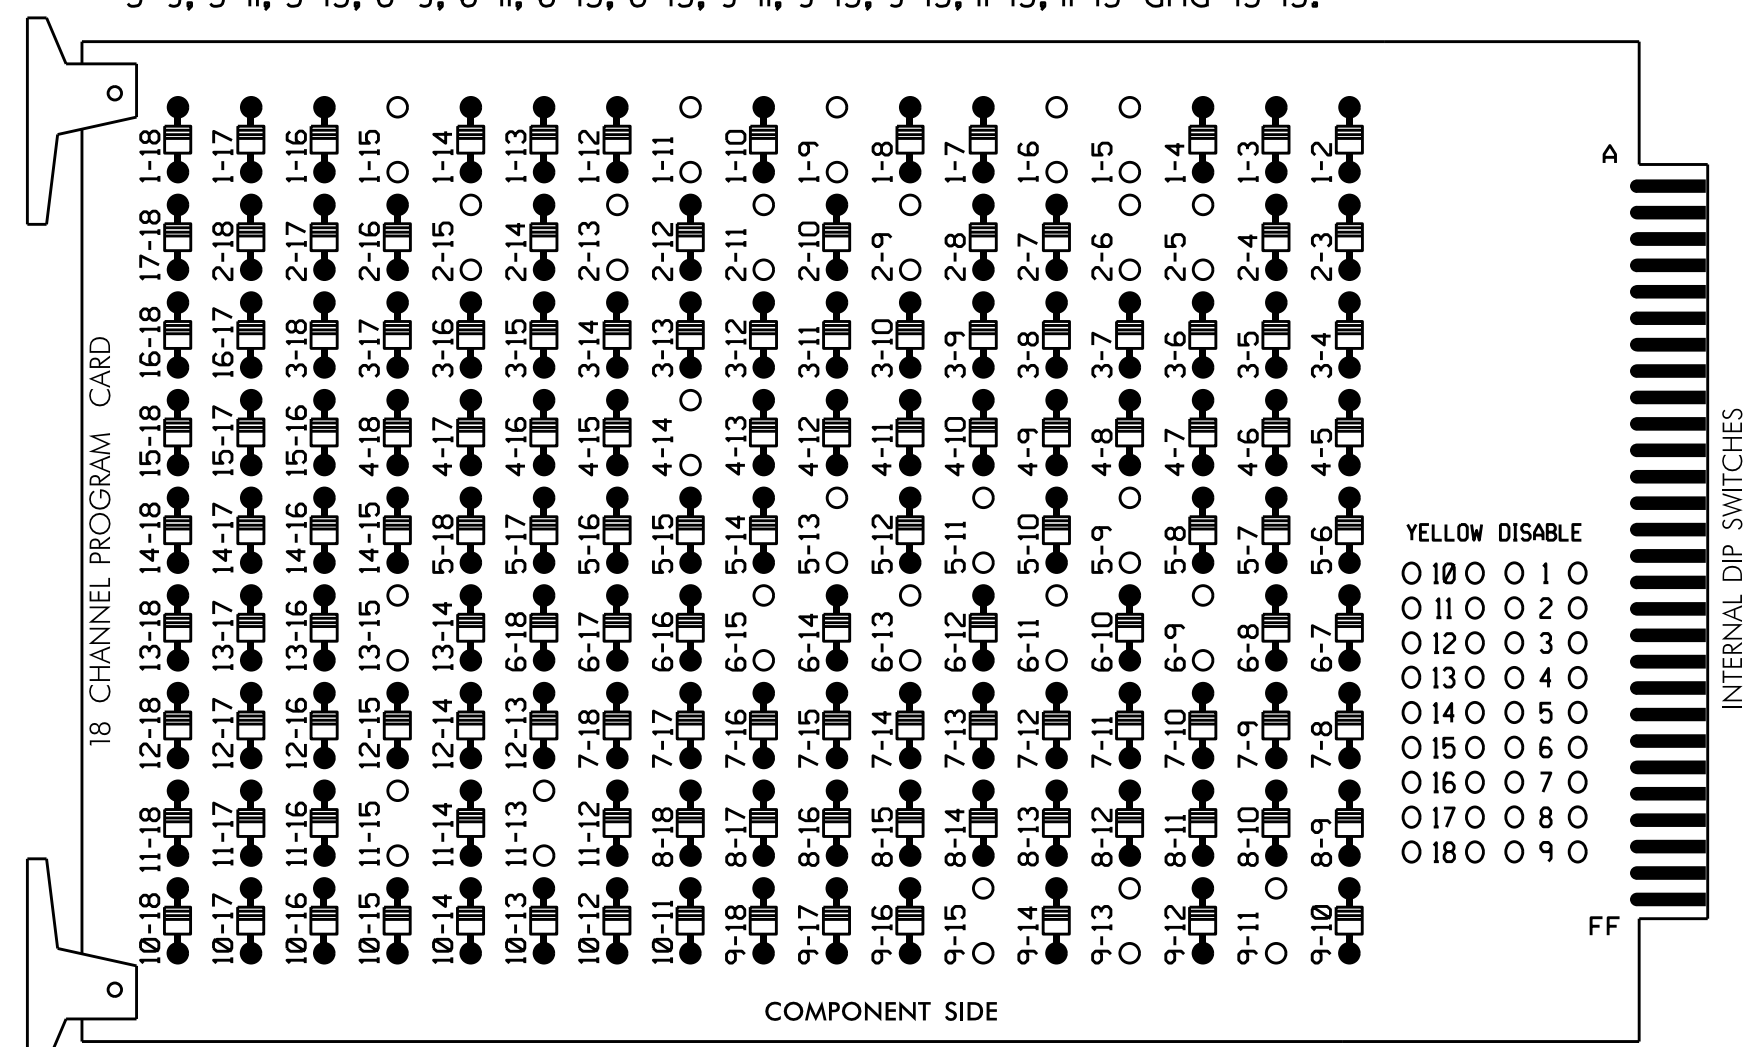 1-18 1-17 1-16 1-15 1-14 1-13 1-12 1-11 1-10 1-9 1-8 1-7 1-6 1-5 1-4 1-3 1-2
A
17-18 2-18 2-17 2-16 2-15 2-14 2-13 2-12 2-11 2-10 2-9 2-8 2-7 2-6 2-5 2-4 2-3
16-18 16-17 3-18 3-17 3-16 3-15 3-14 3-13 3-12 3-11 3-10 3-9 3-8 3-7 3-6 3-5 3-4
15-18 15-17 15-16 4-18 4-17 4-16 4-15 4-14 4-13 4-12 4-11 4-10 4-9 4-8 4-7 4-6 4-5
14-18 14-17 14-16 14-15 5-18 5-17 5-16 5-15 5-14 5-13 5-12 5-11 5-10 5-9 5-8 5-7 5-6
13-18 13-17 13-16 13-15 13-14 6-18 6-17 6-16 6-15 6-14 6-13 6-12 6-11 6-10 6-9 6-8 6-7
12-18 12-17 12-16 12-15 12-14 12-13 7-18 7-17 7-16 7-15 7-14 7-13 7-12 7-11 7-10 7-9 7-8
11-18 11-17 11-16 11-15 11-14 11-13 11-12 8-18 8-17 8-16 8-15 8-14 8-13 8-12 8-11 8-10 8-9
10-18 10-17 10-16 10-15 10-14 10-13 10-12 10-11 9-18 9-17 9-16 9-15 9-14 9-13 9-12 9-11 9-10
18 CHANNEL PROGRAM CARD
YELLOW DISABLE
10 1
11 2
12 3
13 4
14 5
15 6
16 7
17 8
18 9
FF
INTERNAL DIP SWITCHES
COMPONENT SIDE